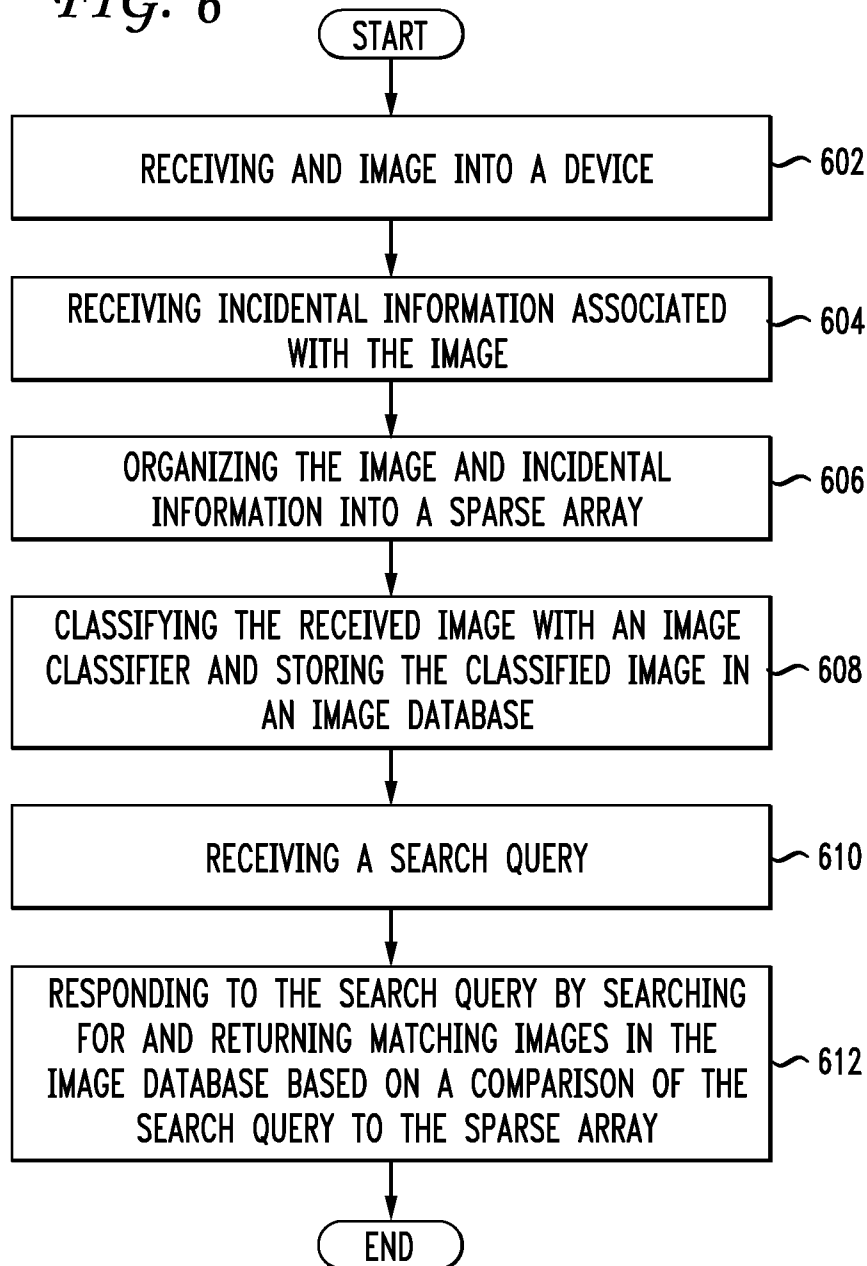 FIG. 6
START
RECEIVING AND IMAGE INTO A DEVICE
602
RECEIVING INCIDENTAL INFORMATION ASSOCIATED
WITH THE IMAGE
604
ORGANIZING THE IMAGE AND INCIDENTAL
INFORMATION INTO A SPARSE ARRAY
606
CLASSIFYING THE RECEIVED IMAGE WITH AN IMAGE
CLASSIFIER AND STORING THE CLASSIFIED IMAGE IN
AN IMAGE DATABASE
608
RECEIVING A SEARCH QUERY
610
RESPONDING TO THE SEARCH QUERY BY SEARCHING
FOR AND RETURNING MATCHING IMAGES IN THE
IMAGE DATABASE BASED ON A COMPARISON OF THE
SEARCH QUERY TO THE SPARSE ARRAY
612
END